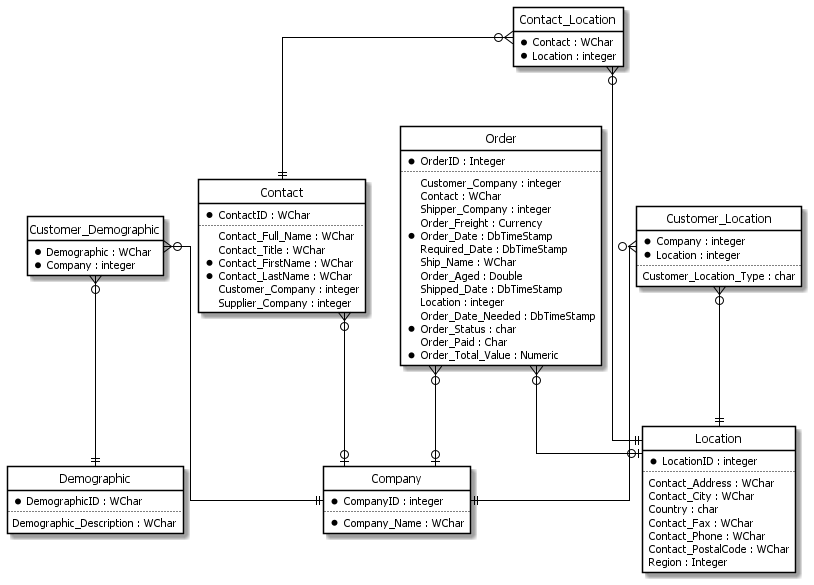 Contact_Location
Contact : WChar
Location : integer
Order
OrderID : Integer
Customer_Company : integer
Contact : WChar
Shipper_Company : integer
Order_Freight : Currency
Order_Date : DbTimeStamp
Required_Date : DbTimeStamp
Ship_Name : WChar
Order_Aged : Double
Shipped_Date : DbTimeStamp
Location : integer
Order_Date_Needed : DbTimeStamp
Order_Status : char
Order_Paid : Char
Order_Total_Value : Numeric
Contact
ContactID : WChar
Contact_Full_Name : WChar
Contact_Title : WChar
Contact_FirstName : WChar
Contact_LastName : WChar
Customer_Company : integer
Supplier_Company : integer
Customer_Location
Company : integer
Location : integer
Customer_Location_Type : char
Customer_Demographic
Demographic : WChar
Company : integer
Location
LocationID : integer
Contact_Address : WChar
Contact_City : WChar
Country : char
Contact_Fax : WChar
Contact_Phone : WChar
Contact_PostalCode : WChar
Region : Integer
Demographic
DemographicID : WChar
Demographic_Description : WChar
Company
CompanyID : integer
Company_Name : WChar